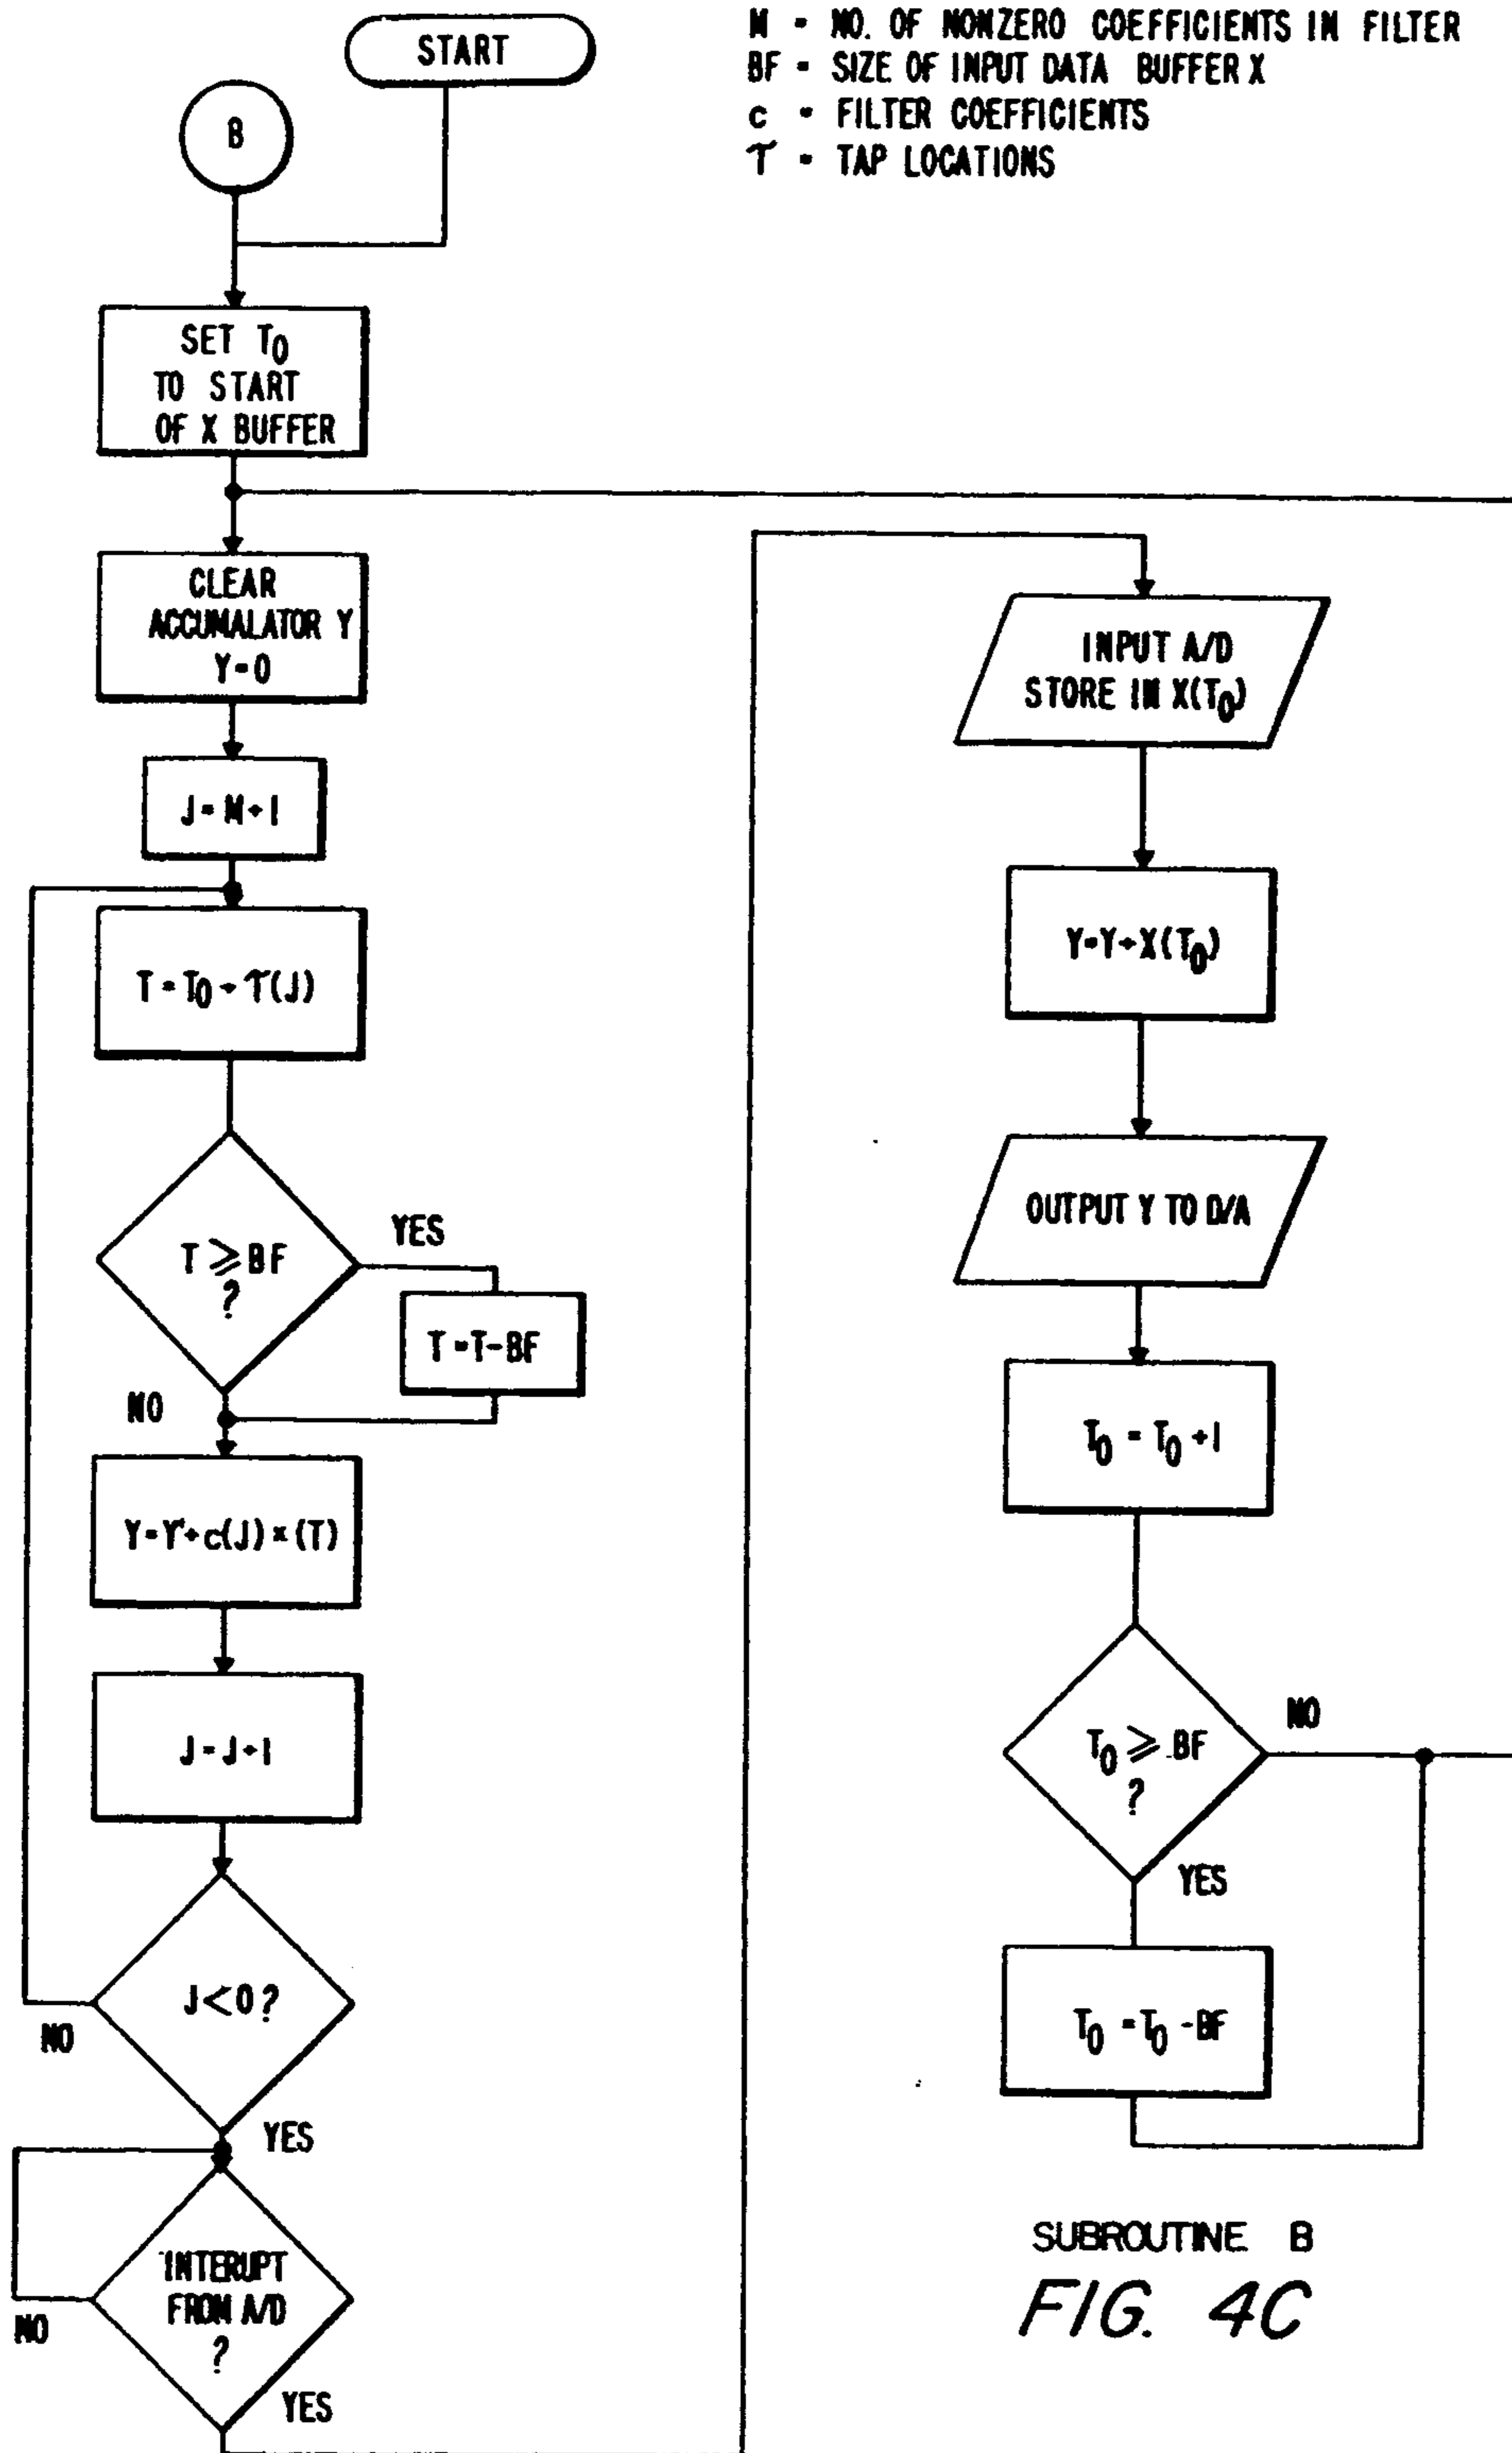 START
M - NO. OF NONZERO COEFFICIENTS IN FILTER
BF - SIZE OF INPUT DATA BUFFER X
c - FILTER COEFFICIENTS
τ - TAP LOCATIONS
B
SET T0
TO START
OF X BUFFER
CLEAR
ACCUMALATOR Y
Y=0
J=M+1
T=T0+τ(J)
T≥BF
?
YES
T=T-BF
NO
Y=Y+c(J)×(T)
J=J+1
J<0?
NO
YES
INTERUPT
FROM A/D
?
NO
YES
INPUT A/D
STORE IN X(T0)
Y=Y+X(T0)
OUTPUT Y TO D/A
T0=T0+1
T0≥BF
?
NO
YES
T0=T0-BF
SUBROUTINE B
FIG. 4C